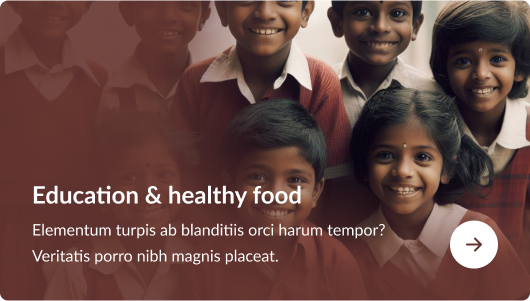 Education & healthy food
Elementum turpis ab blanditiis orci harum tempor?
Veritatis porro nibh magnis placeat.